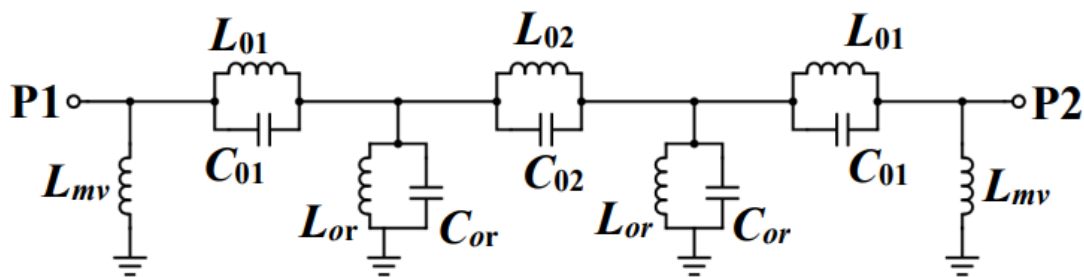 L01 L02 L01
P1 P2
C01 C02 C01
Lmv Lor Cor Lor Cor Lmv